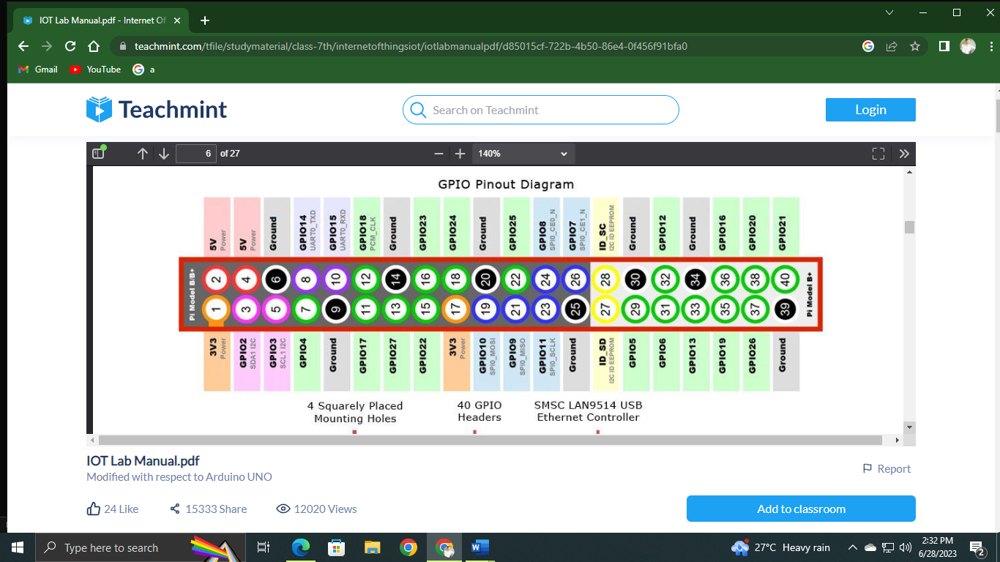 IOT Lab Manual.pdf - Internet Of
teachmint.com/tfile/studymaterial/class-7th/internetofthingsiot/iotlabmanualpdf/d85015cf-722b-4b50-86e4-0f456f91bfa0
Gmail YouTube a
Teachmint
Search on Teachmint
Login
6 of 27
140%
GPIO Pinout Diagram
5V Power
5V Power
Ground
GPIO14 UART0_TXD
GPIO15 UART0_RXD
GPIO18 PCM_CLK
Ground
GPIO23
GPIO24
Ground
GPIO25
GPIO8 SPI0_CE0_N
GPIO7 SPI0_CE1_N
ID_SC I2C ID EEPROM
Ground
GPIO12
Ground
GPIO16
GPIO20
GPIO21
Pi Model B/B+
2 4 6 8 10 12 14 16 18 20 22 24 26 28 30 32 34 36 38 40
1 3 5 7 9 11 13 15 17 19 21 23 25 27 29 31 33 35 37 39
Pi Model B+
3V3 Power
GPIO2 SDA1 I2C
GPIO3 SCL1 I2C
GPIO4
Ground
GPIO17
GPIO27
GPIO22
3V3 Power
GPIO10 SPI0_MOSI
GPIO9 SPI0_MISO
GPIO11 SPI0_SCLK
Ground
ID_SD I2C ID EEPROM
GPIO5
GPIO6
GPIO13
GPIO19
GPIO26
Ground
4 Squarely Placed
Mounting Holes
40 GPIO
Headers
SMSC LAN9514 USB
Ethernet Controller
IOT Lab Manual.pdf
Modified with respect to Arduino UNO
Report
24 Like 15333 Share 12020 Views
Add to classroom
Type here to search
27°C Heavy rain
2:32 PM
6/28/2023
2